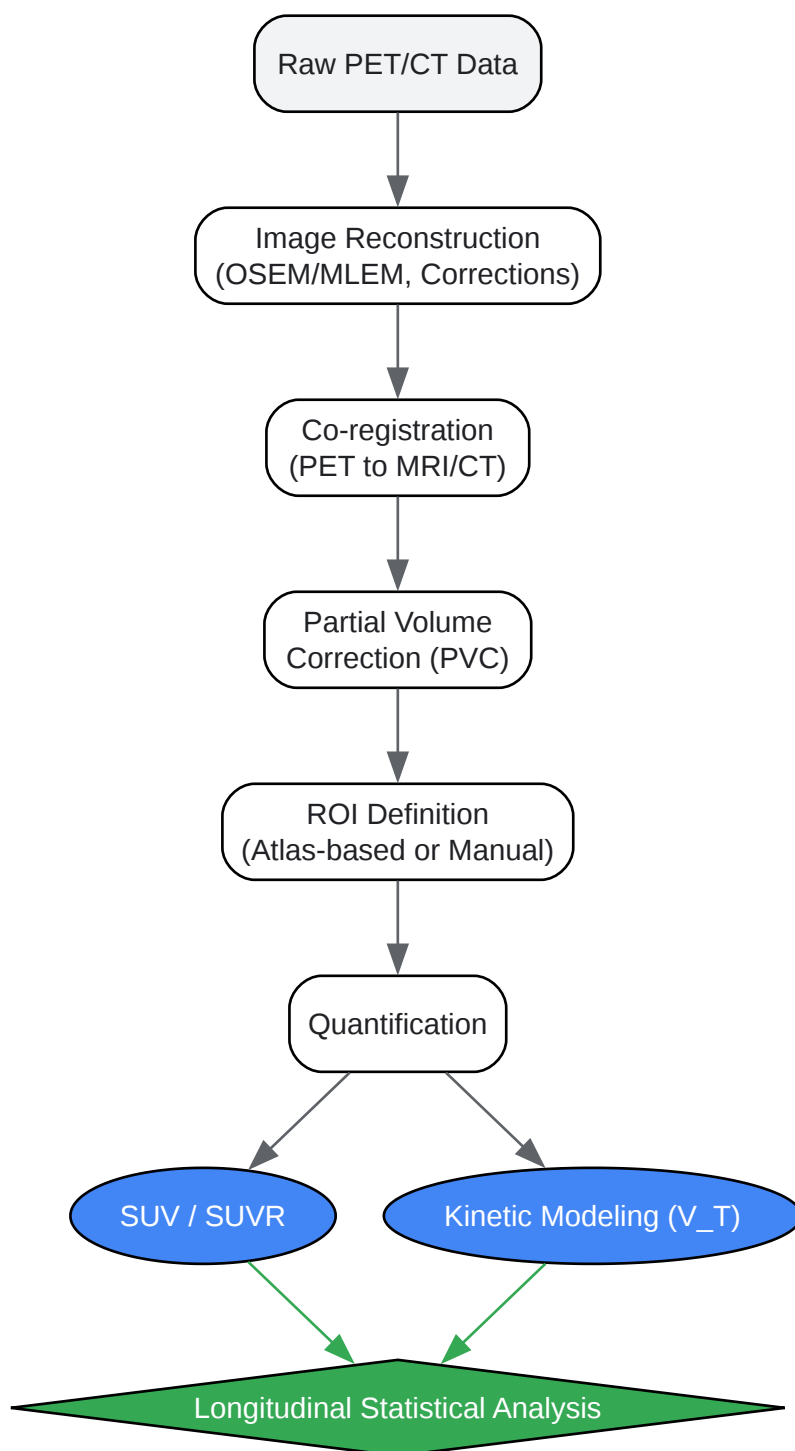 Raw PET/CT Data
Image Reconstruction
(OSEM/MLEM, Corrections)
Co-registration
(PET to MRI/CT)
Partial Volume
Correction (PVC)
ROI Definition
(Atlas-based or Manual)
Quantification
SUV / SUVR
Kinetic Modeling (V_T)
Longitudinal Statistical Analysis